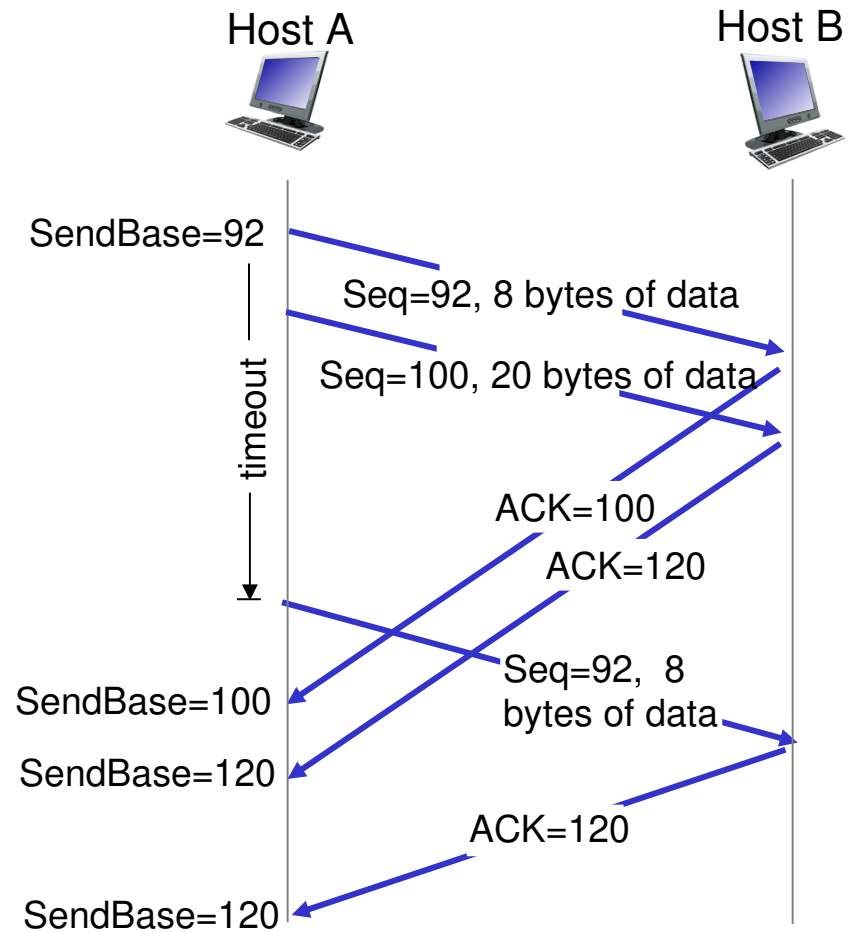 Host A
Host B
SendBase=92
Seq=92, 8 bytes of data
Seq=100, 20 bytes of data
timeout
ACK=100
ACK=120
Seq=92, 8
bytes of data
SendBase=100
SendBase=120
ACK=120
SendBase=120